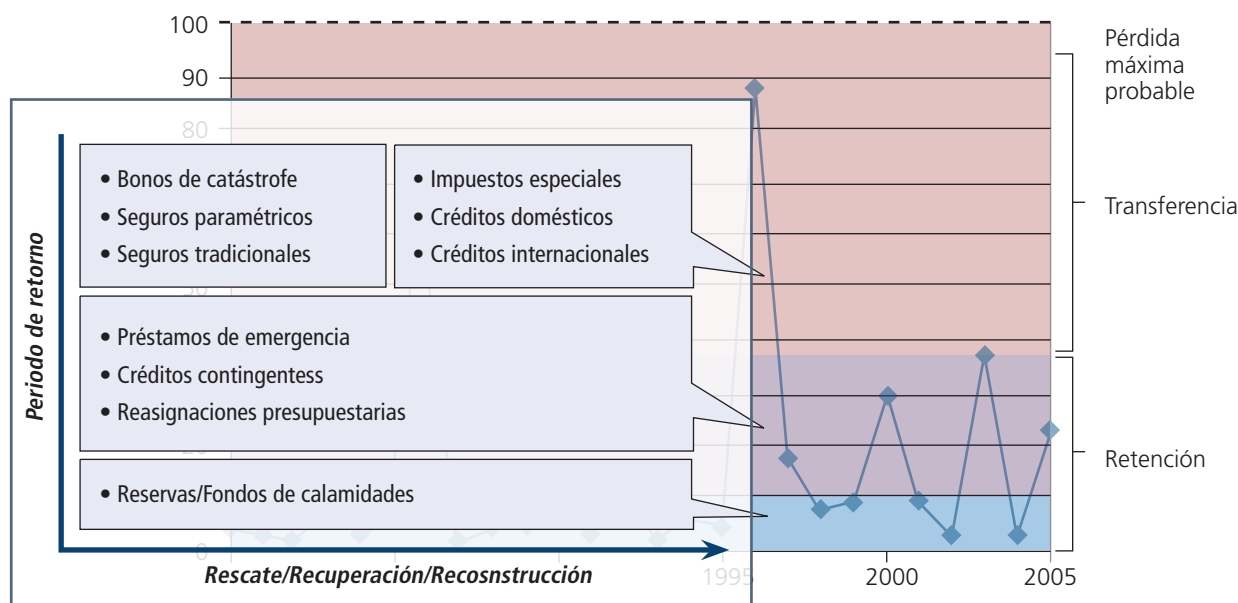 100
90
80
50
20
0
Pérdida
máxima
probable
Transferencia
Retención
Periodo de retorno
• Bonos de catástrofe
• Seguros paramétricos
• Seguros tradicionales
• Impuestos especiales
• Créditos domésticos
• Créditos internacionales
• Préstamos de emergencia
• Créditos contingentess
• Reasignaciones presupuestarias
• Reservas/Fondos de calamidades
Rescate/Recuperación/Recosnstrucción
1995
2000
2005